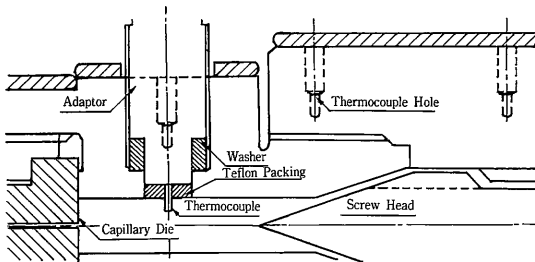 Adaptor
Thermocouple Hole
Washer
Teflon Packing
Thermocouple
Screw Head
Capillary Die